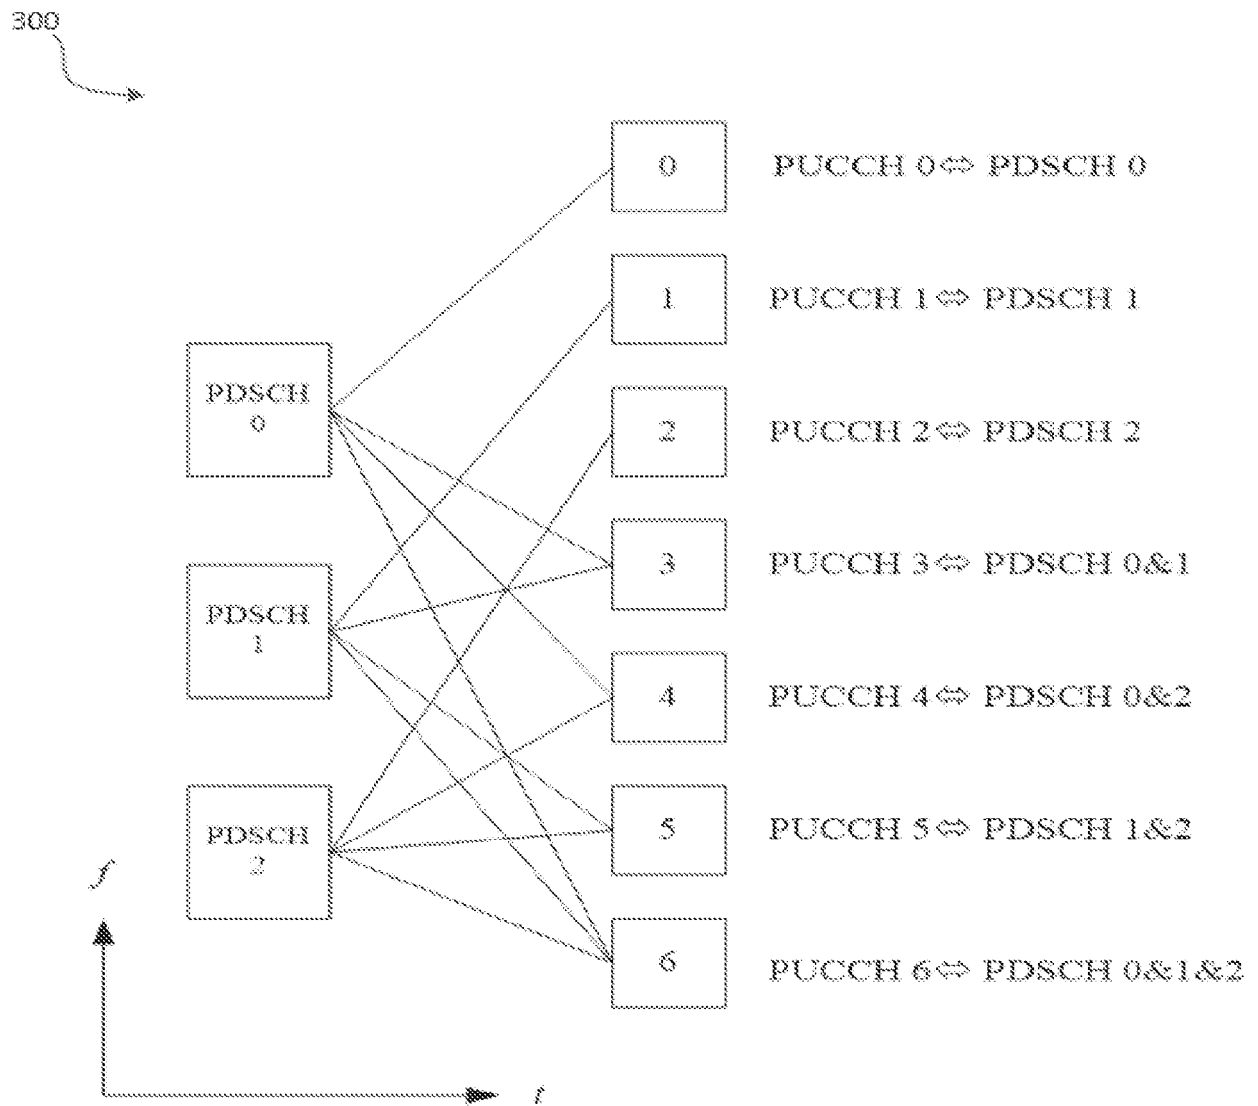 300
0 PUCCH 0⇔ PDSCH 0
1 PUCCH 1⇔ PDSCH 1
PDSCH
0
2 PUCCH 2⇔ PDSCH 2
3 PUCCH 3⇔ PDSCH 0&1
PDSCH
1
4 PUCCH 4⇔ PDSCH 0&2
5 PUCCH 5⇔ PDSCH 1&2
PDSCH
2
f
6 PUCCH 6⇔ PDSCH 0&1&2
t